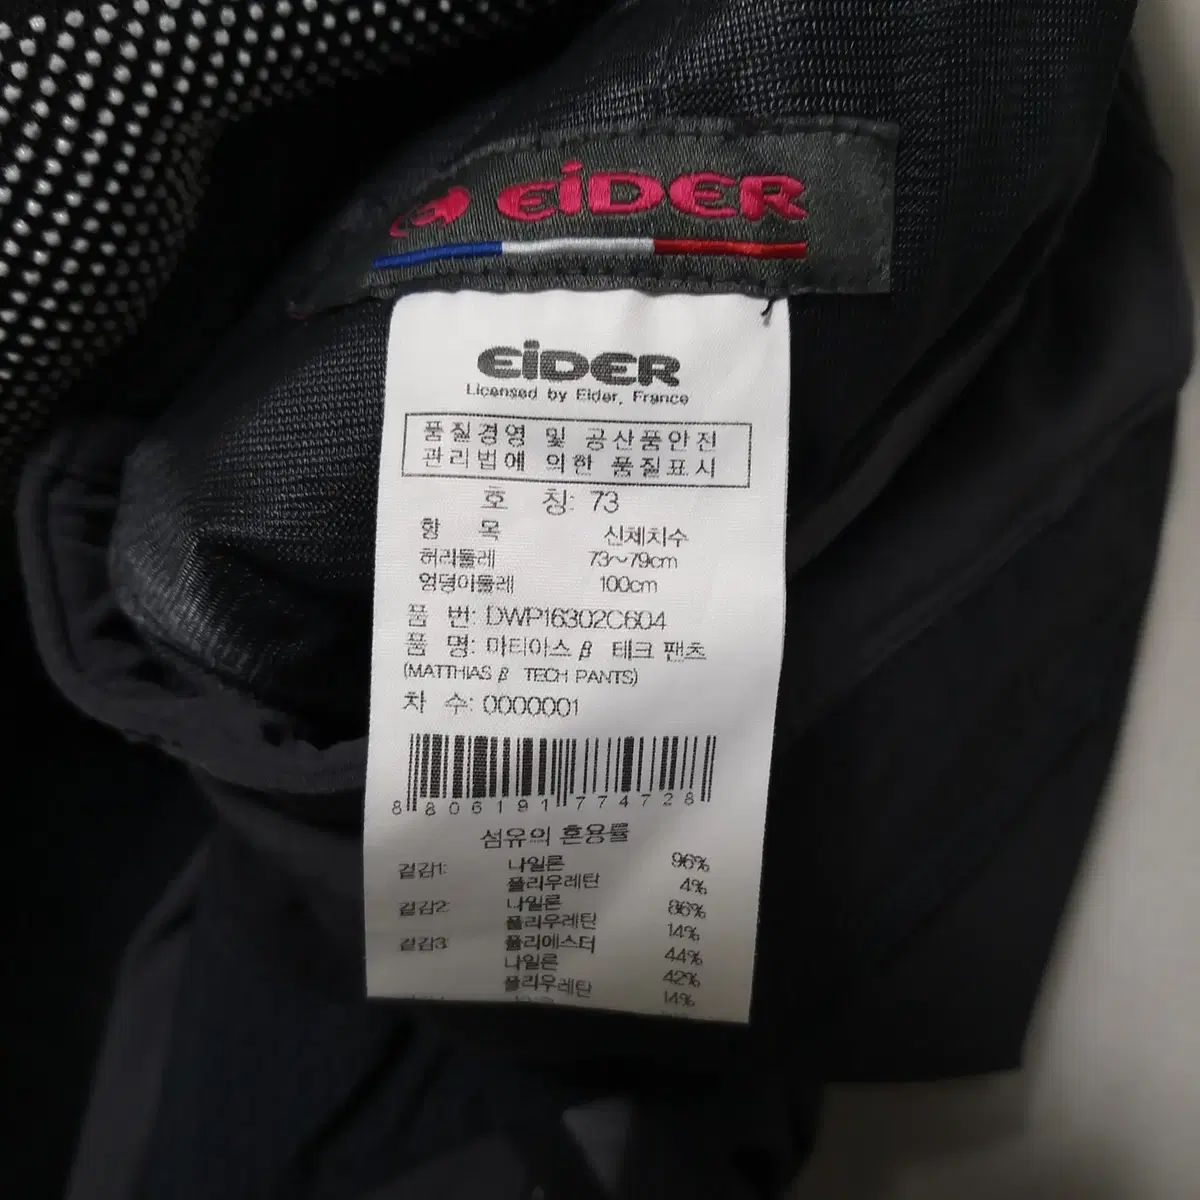 EiDER
EiDER
Licensed by Eider, France
품질경영 및 공산품안전
관리법에 의한 품질표시
호 칭: 73
항 목 신체치수
허리둘레 73~79cm
엉덩이둘레 100cm
품 번: DWP16302C604
품 명: 마티아스 β 테크 팬츠
(MATTHIAS β TECH PANTS)
차 수: 0000001
8 806191 774728
섬유의 혼용률
겉감1: 나일론 96%
폴리우레탄 4%
겉감2: 나일론 86%
폴리우레탄 14%
겉감3: 폴리에스터 44%
나일론 42%
폴리우레탄 14%